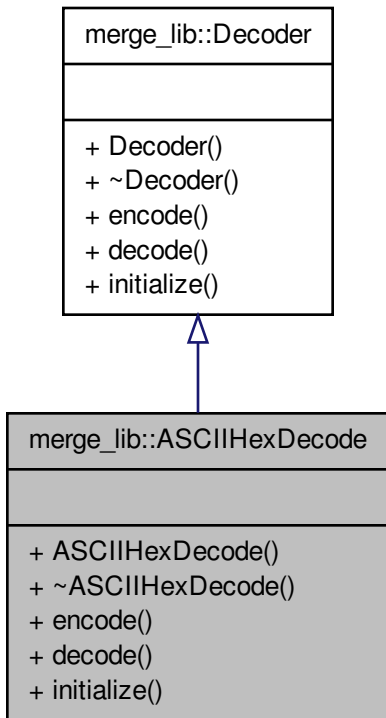 merge_lib::Decoder
+ Decoder()
+ ~Decoder()
+ encode()
+ decode()
+ initialize()
merge_lib::ASCIIHexDecode
+ ASCIIHexDecode()
+ ~ASCIIHexDecode()
+ encode()
+ decode()
+ initialize()